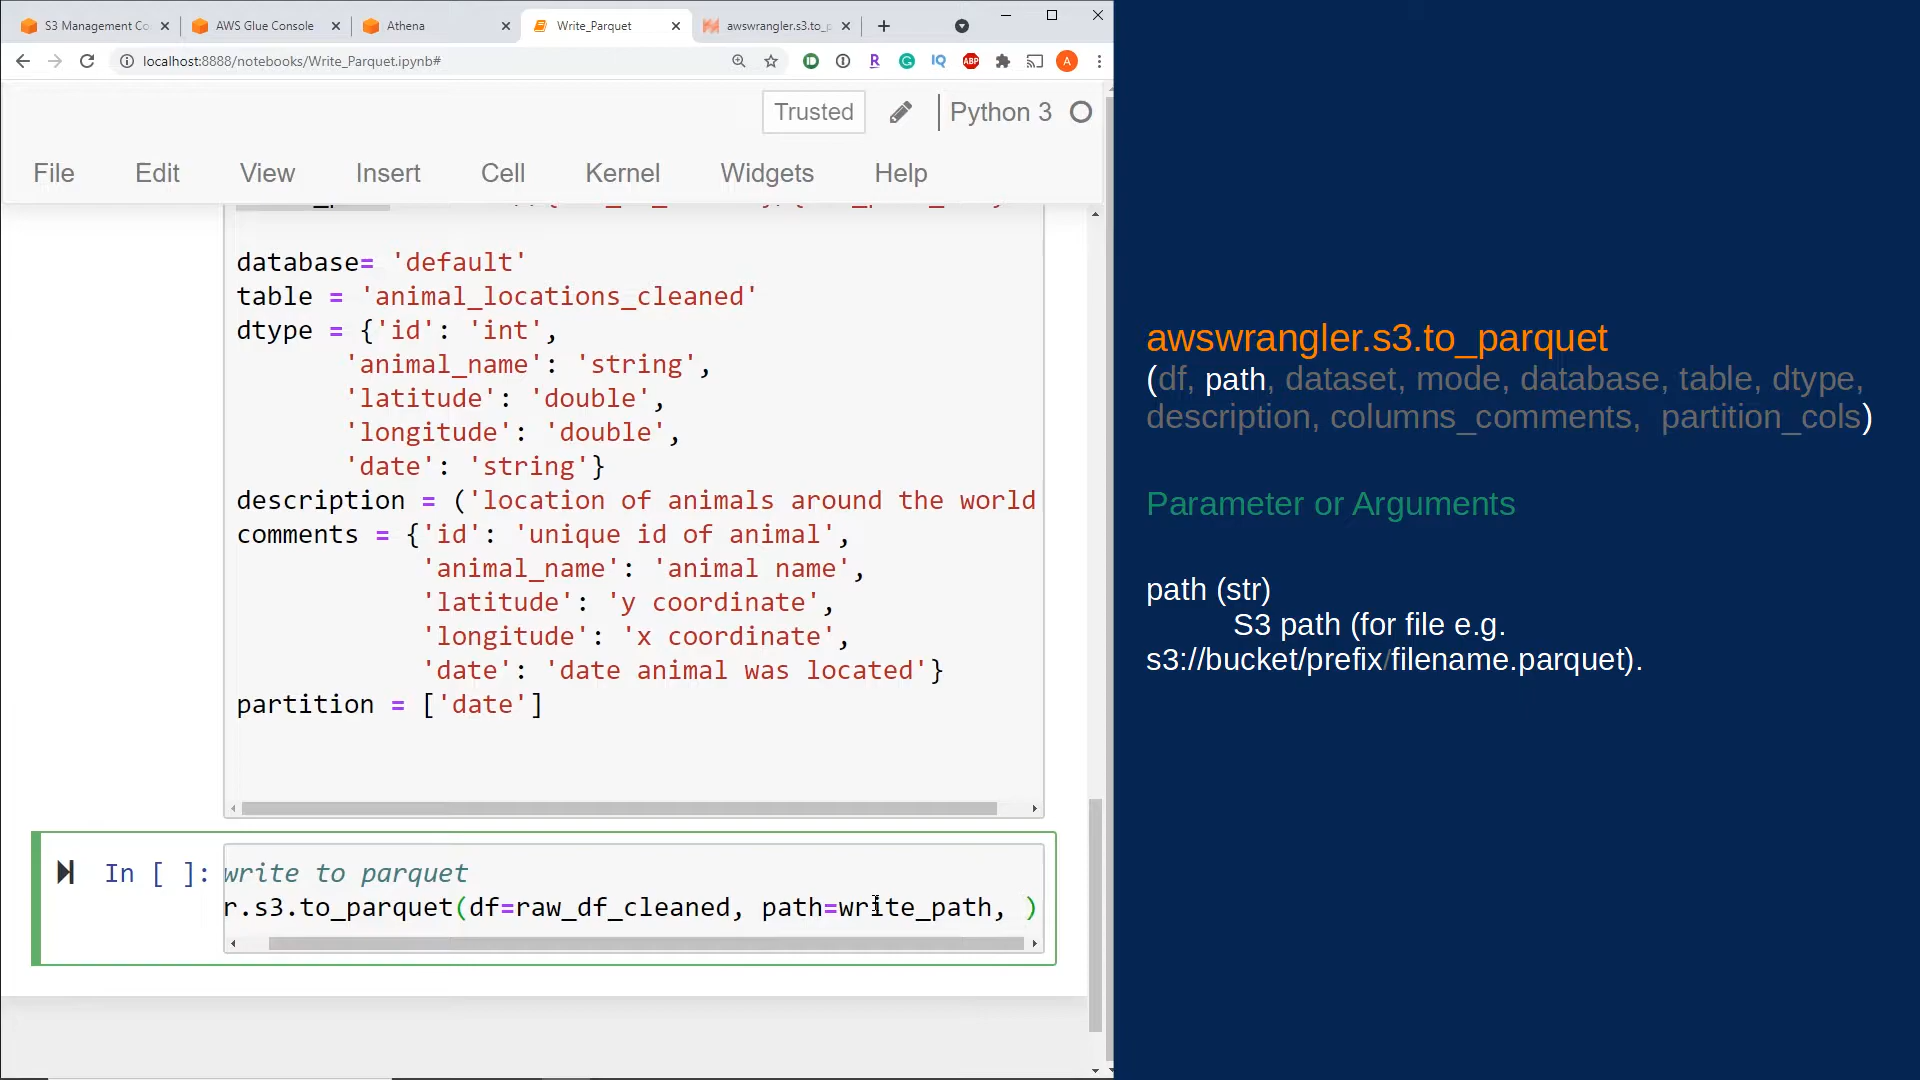 S3 Management Co
AWS Glue Console
Athena
Write_Parquet
awswrangler.s3.to_p
localhost:8888/notebooks/Write_Parquet.ipynb#
Trusted
Python 3
File Edit View Insert Cell Kernel Widgets Help
database= 'default'
table = 'animal_locations_cleaned'
dtype = {'id': 'int',
'animal_name': 'string',
'latitude': 'double',
'longitude': 'double',
'date': 'string'}
description = ('location of animals around the world
comments = {'id': 'unique id of animal',
'animal_name': 'animal name',
'latitude': 'y coordinate',
'longitude': 'x coordinate',
'date': 'date animal was located'}
partition = ['date']
In [ ]:
write to parquet
r.s3.to_parquet(df=raw_df_cleaned, path=write_path, )
awswrangler.s3.to_parquet
(df, path, dataset, mode, database, table, dtype,
description, columns_comments, partition_cols)
Parameter or Arguments
path (str)
S3 path (for file e.g.
s3://bucket/prefix/filename.parquet).